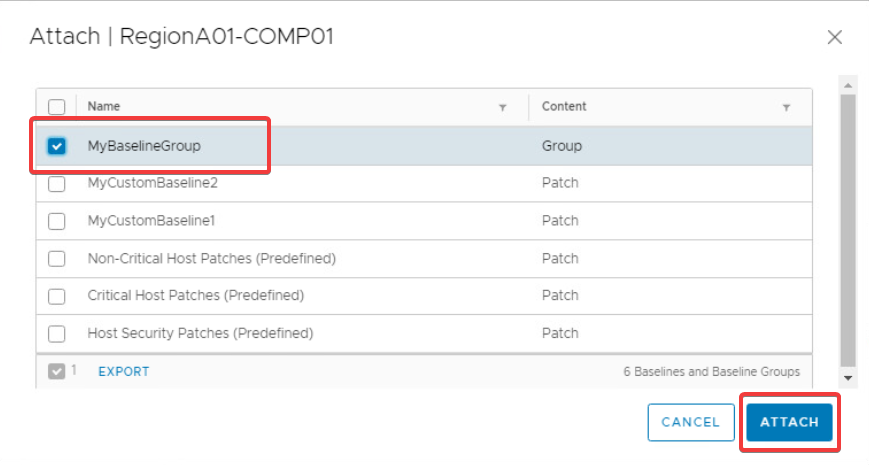 Attach | RegionA01-COMP01
Name Content
MyBaselineGroup Group
MyCustomBaseline2 Patch
MyCustomBaseline1 Patch
Non-Critical Host Patches (Predefined) Patch
Critical Host Patches (Predefined) Patch
Host Security Patches (Predefined) Patch
1 EXPORT 6 Baselines and Baseline Groups
CANCEL ATTACH